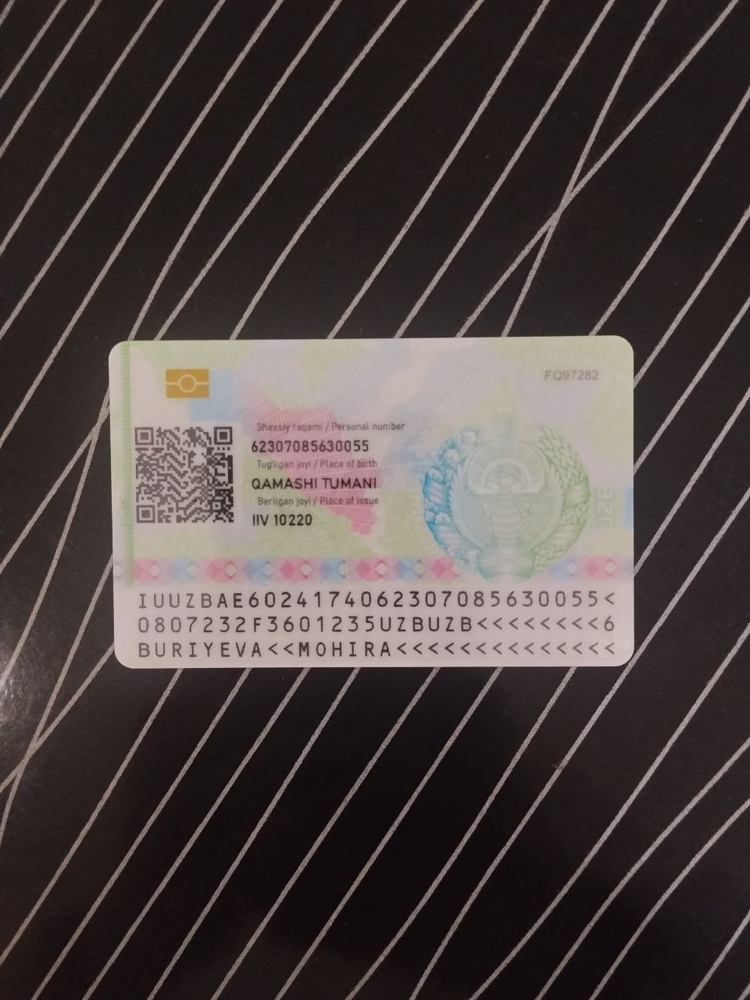 FQ97282
Shaxsiy raqami / Personal number
62307085630055
Tug'ilgan joyi / Place of birth
QAMASHI TUMANI
Berilgan joyi / Place of issue
IIV 10220
UZB
IUUZBAE6024174062307085630055<
0807232F3601235UZBUZB<<<<<<<<6
BURIYEVA<<MOHIRA<<<<<<<<<<<<<<